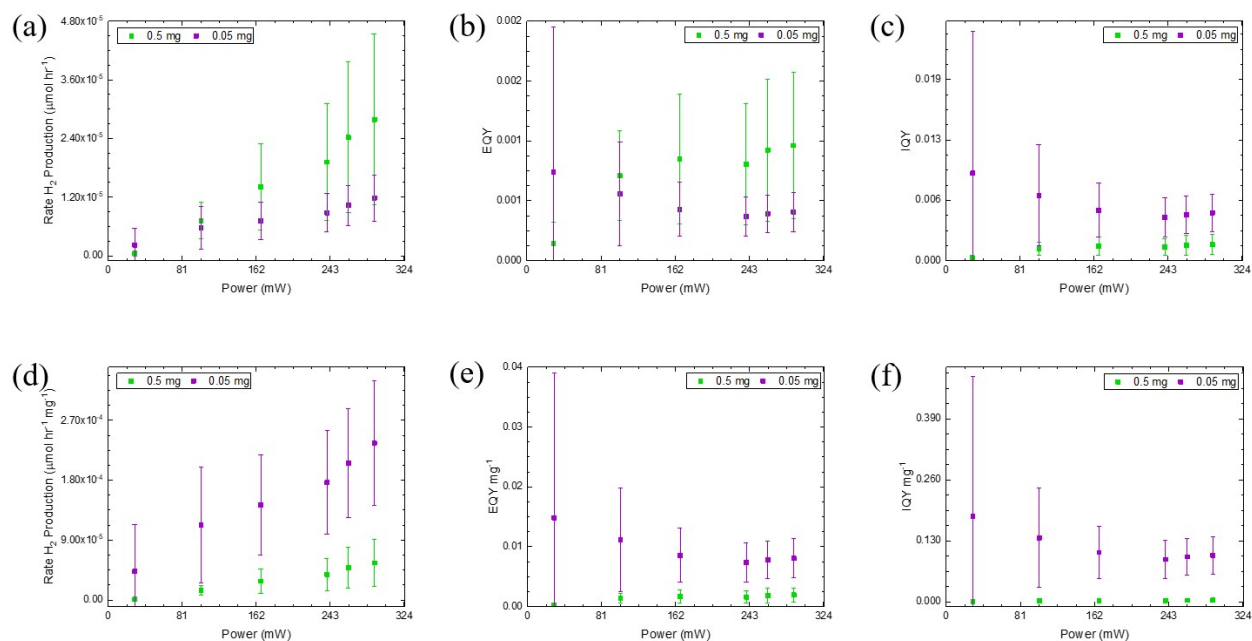 (a)
0.5 mg 0.05 mg
Rate H₂ Production (μmol hr⁻¹)
4.80x10⁻⁵
3.60x10⁻⁵
2.40x10⁻⁵
1.20x10⁻⁵
0.00
0 81 162 243 324
Power (mW)
(b)
0.5 mg 0.05 mg
EQY
0.002
0.002
0.001
0.001
0.000
0 81 162 243 324
Power (mW)
(c)
0.5 mg 0.05 mg
IQY
0.019
0.013
0.006
0.000
0 81 162 243 324
Power (mW)
(d)
0.5 mg 0.05 mg
Rate H₂ Production (μmol hr⁻¹ mg⁻¹)
2.70x10⁻⁴
1.80x10⁻⁴
9.00x10⁻⁵
0.00
0 81 162 243 324
Power (mW)
(e)
0.5 mg 0.05 mg
EQY mg⁻¹
0.04
0.03
0.02
0.01
0.00
0 81 162 243 324
Power (mW)
(f)
0.5 mg 0.05 mg
IQY mg⁻¹
0.390
0.260
0.130
0.000
0 81 162 243 324
Power (mW)